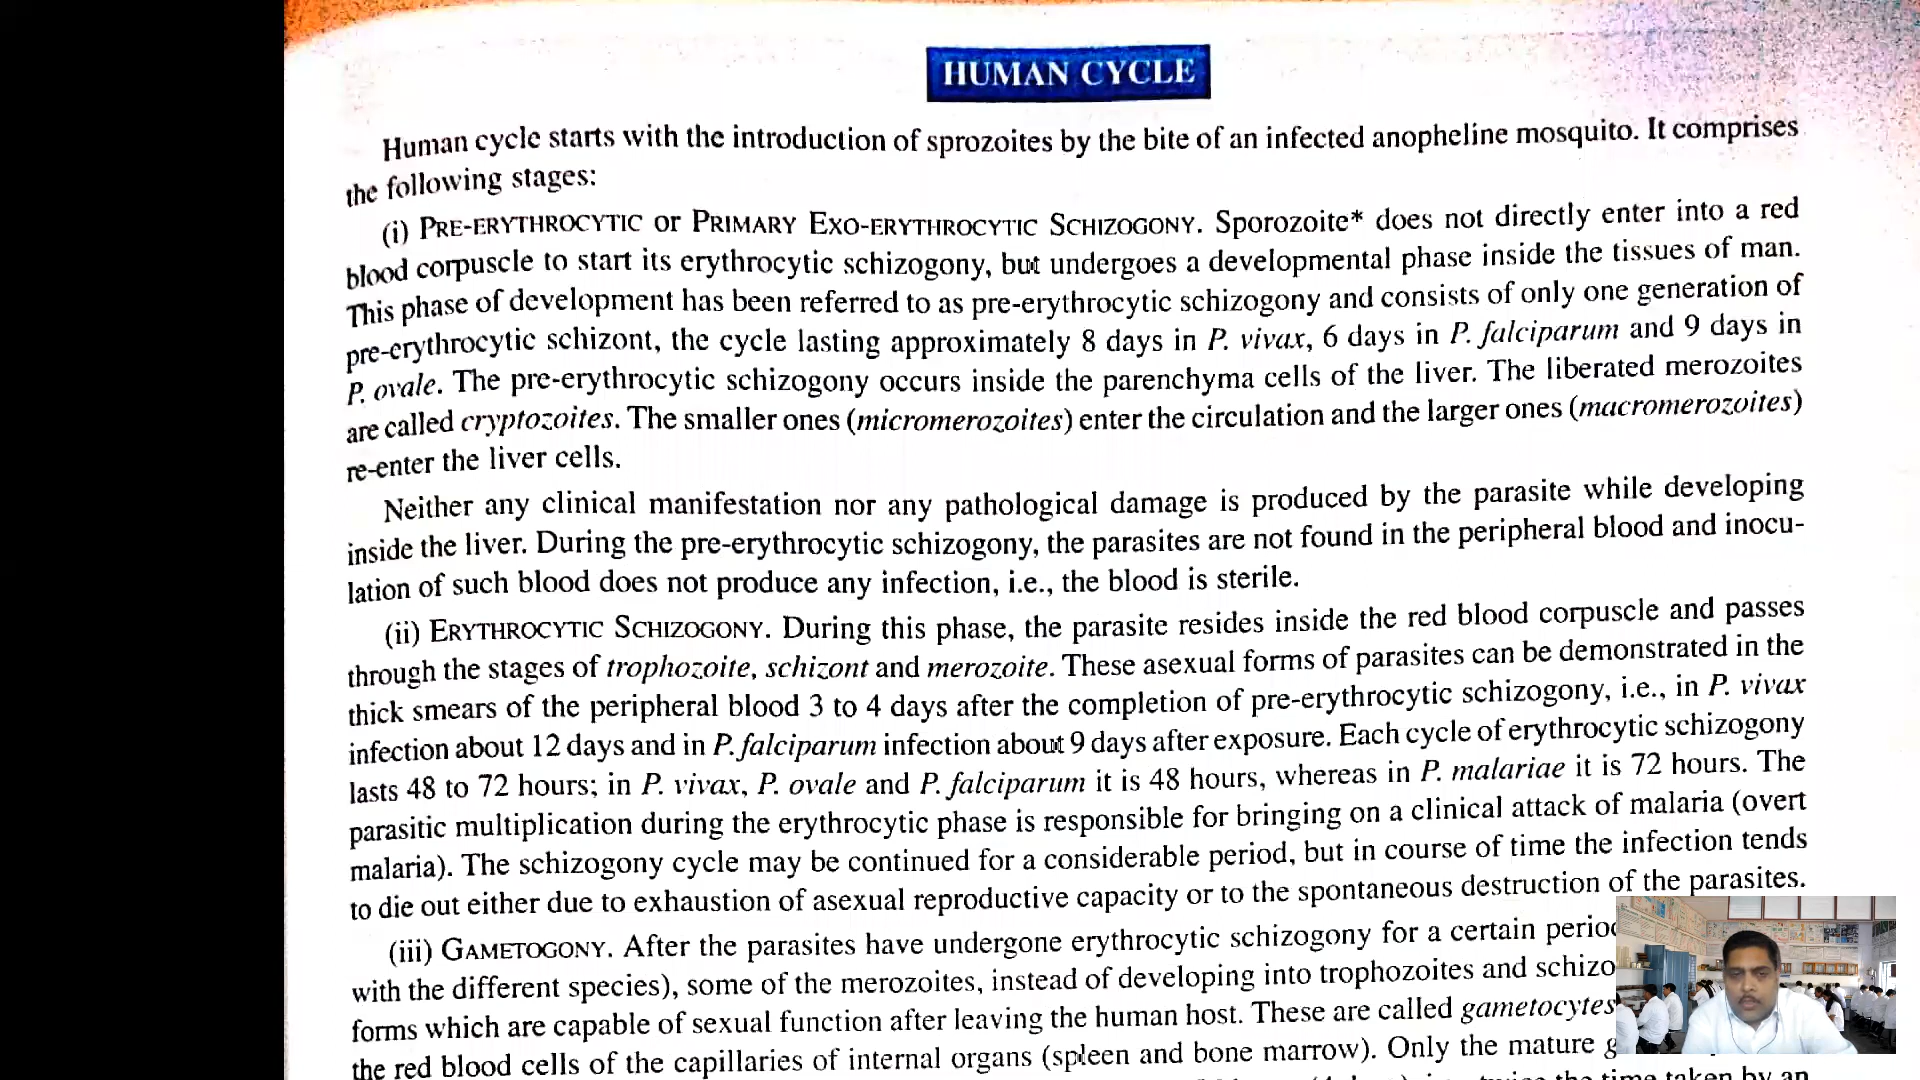 HUMAN CYCLE
Human cycle starts with the introduction of sprozoites by the bite of an infected anopheline mosquito. It comprises
the following stages:
(i) PRE-ERYTHROCYTIC or PRIMARY EXO-ERYTHROCYTIC SCHIZOGONY. Sporozoite* does not directly enter into a red
blood corpuscle to start its erythrocytic schizogony, but undergoes a developmental phase inside the tissues of man.
This phase of development has been referred to as pre-erythrocytic schizogony and consists of only one generation of
pre-erythrocytic schizont, the cycle lasting approximately 8 days in P. vivax, 6 days in P. falciparum and 9 days in
P. ovale. The pre-erythrocytic schizogony occurs inside the parenchyma cells of the liver. The liberated merozoites
are called cryptozoites. The smaller ones (micromerozoites) enter the circulation and the larger ones (macromerozoites)
re-enter the liver cells.
Neither any clinical manifestation nor any pathological damage is produced by the parasite while developing
inside the liver. During the pre-erythrocytic schizogony, the parasites are not found in the peripheral blood and inocu-
lation of such blood does not produce any infection, i.e., the blood is sterile.
(ii) ERYTHROCYTIC SCHIZOGONY. During this phase, the parasite resides inside the red blood corpuscle and passes
through the stages of trophozoite, schizont and merozoite. These asexual forms of parasites can be demonstrated in the
thick smears of the peripheral blood 3 to 4 days after the completion of pre-erythrocytic schizogony, i.e., in P. vivax
infection about 12 days and in P. falciparum infection about 9 days after exposure. Each cycle of erythrocytic schizogony
lasts 48 to 72 hours; in P. vivax, P. ovale and P. falciparum it is 48 hours, whereas in P. malariae it is 72 hours. The
parasitic multiplication during the erythrocytic phase is responsible for bringing on a clinical attack of malaria (overt
malaria). The schizogony cycle may be continued for a considerable period, but in course of time the infection tends
to die out either due to exhaustion of asexual reproductive capacity or to the spontaneous destruction of the parasites.
(iii) GAMETOGONY. After the parasites have undergone erythrocytic schizogony for a certain
with the different species), some of the merozoites, instead of developing into trophozoites and
forms which are capable of sexual function after leaving the human host. These are called gametocytes
the red blood cells of the capillaries of internal organs (spleen and bone marrow). Only the mature
the time taken by an